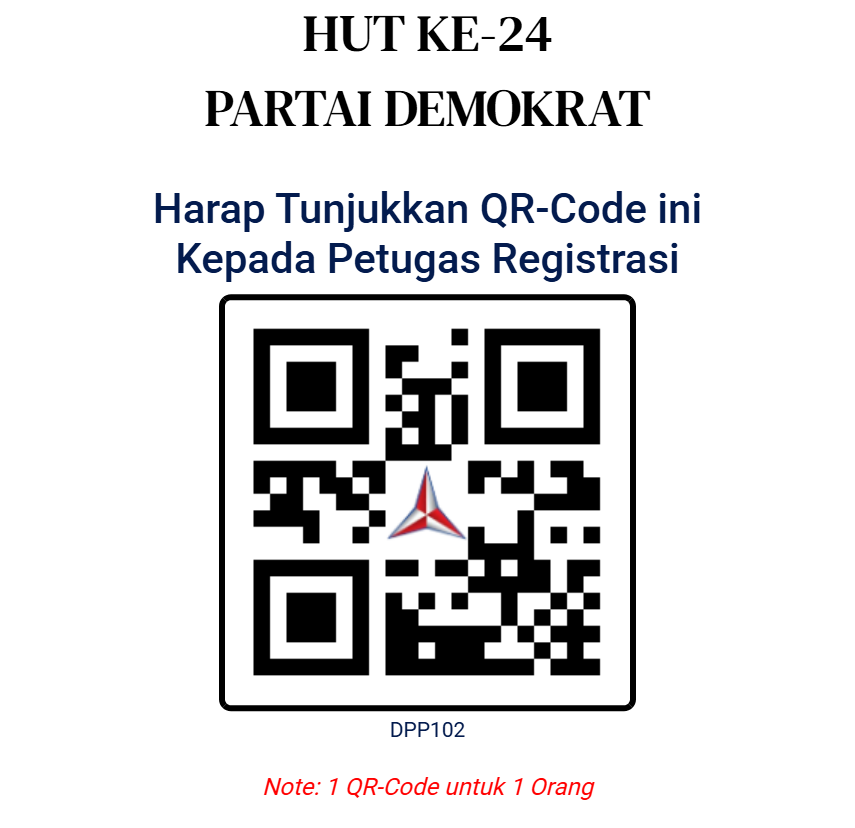 HUT KE-24
PARTAI DEMOKRAT
Harap Tunjukkan QR-Code ini
Kepada Petugas Registrasi
DPP102
Note: 1 QR-Code untuk 1 Orang